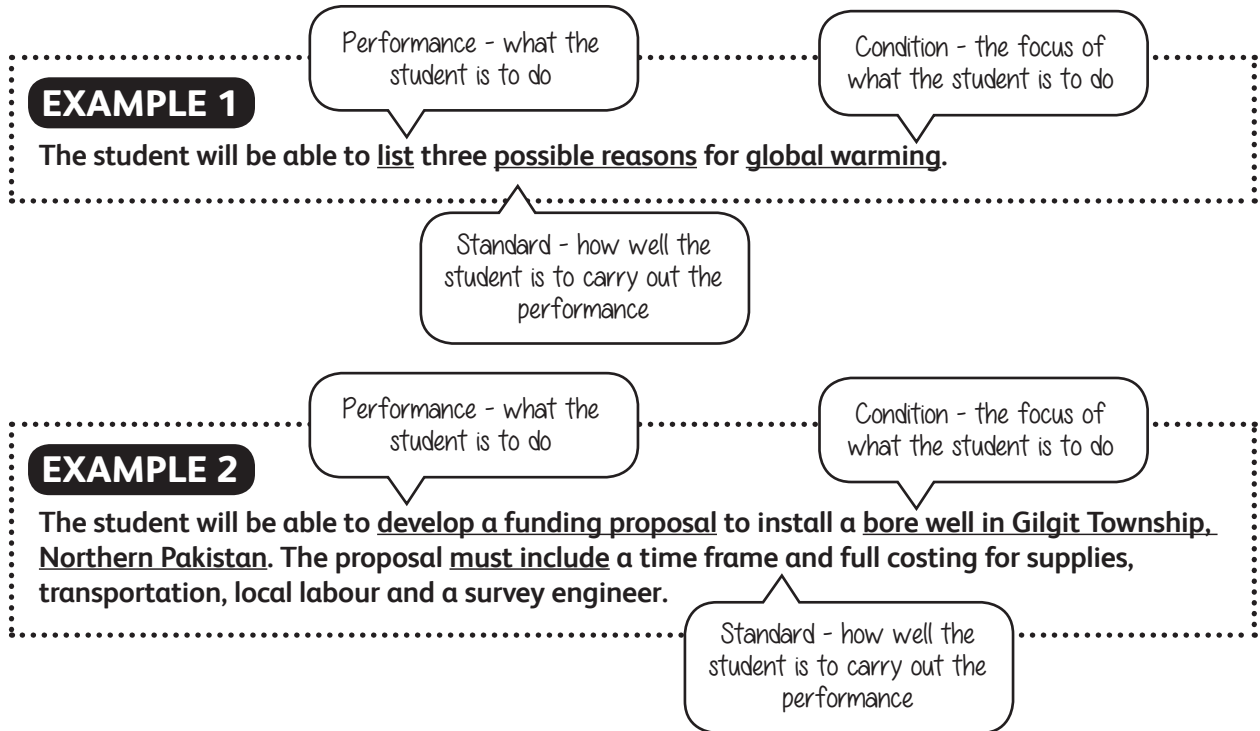 Performance - what the
student is to do
Condition - the focus of
what the student is to do
EXAMPLE 1
The student will be able to list three possible reasons for global warming.
Standard - how well the
student is to carry out the
performance
Performance - what the
student is to do
Condition - the focus of
what the student is to do
EXAMPLE 2
The student will be able to develop a funding proposal to install a bore well in Gilgit Township,
Northern Pakistan. The proposal must include a time frame and full costing for supplies,
transportation, local labour and a survey engineer.
Standard - how well the
student is to carry out the
performance